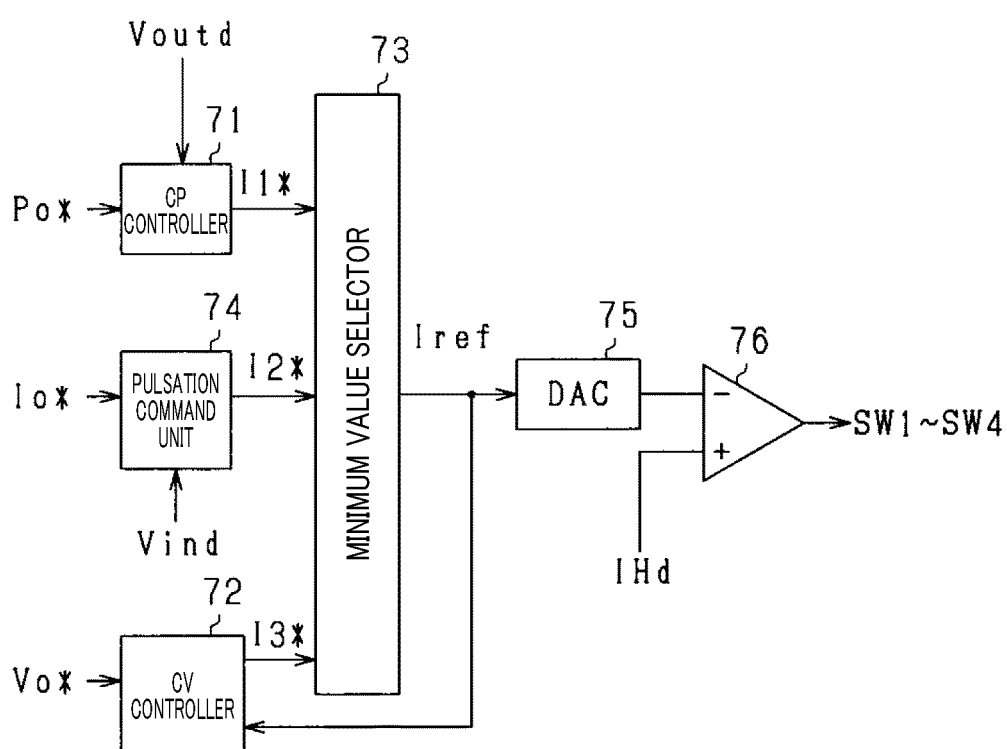 Voutd
73
71
Po*
CP
CONTROLLER
I1*
74
Io*
PULSATION
COMMAND
UNIT
I2*
Vind
MINIMUM VALUE SELECTOR
Iref
75
DAC
76
−
+
SW1~SW4
IHd
72
Vo*
CV
CONTROLLER
I3*